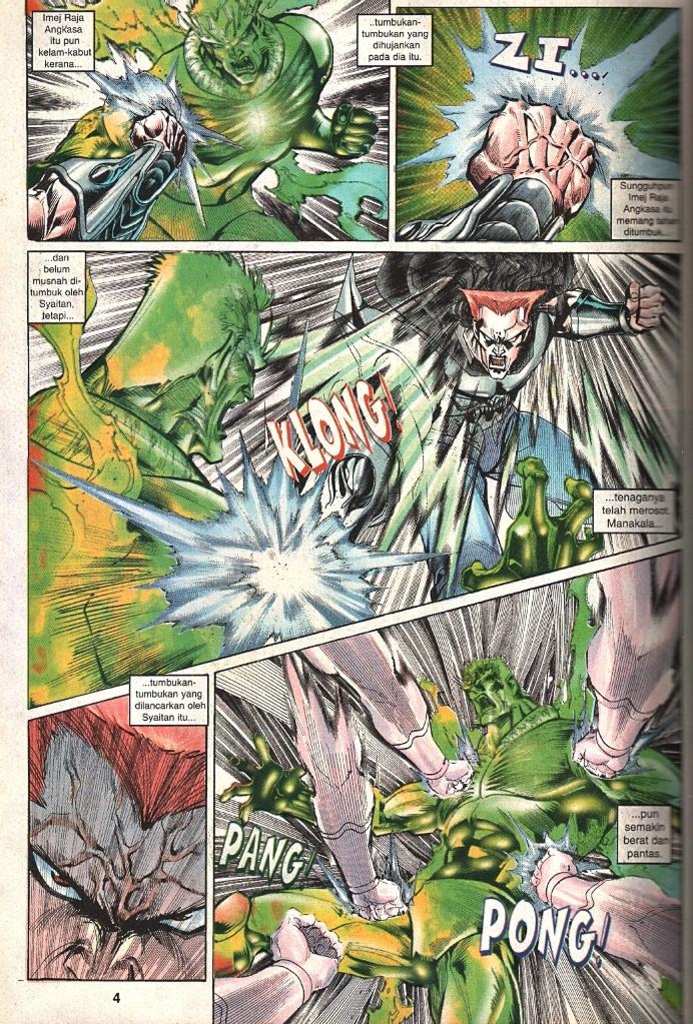 Imej Raja
Angkasa
itu pun
kelam-kabut
kerana...
..tumbukan-
tumbukan yang
dihujankan
pada dia itu.
ZI...
Sungguhpun
Imej Raja
Angkasa itu
memang tahan
ditumbuk...
...dan
belum
musnah di-
tumbuk oleh
Syaitan,
tetapi...
KLONG!
...tenaganya
telah merosot.
Manakala...
...tumbukan-
tumbukan yang
dilancarkan oleh
Syaitan itu...
PANG!
...pun
semakin
berat dan
pantas.
PONG!
4